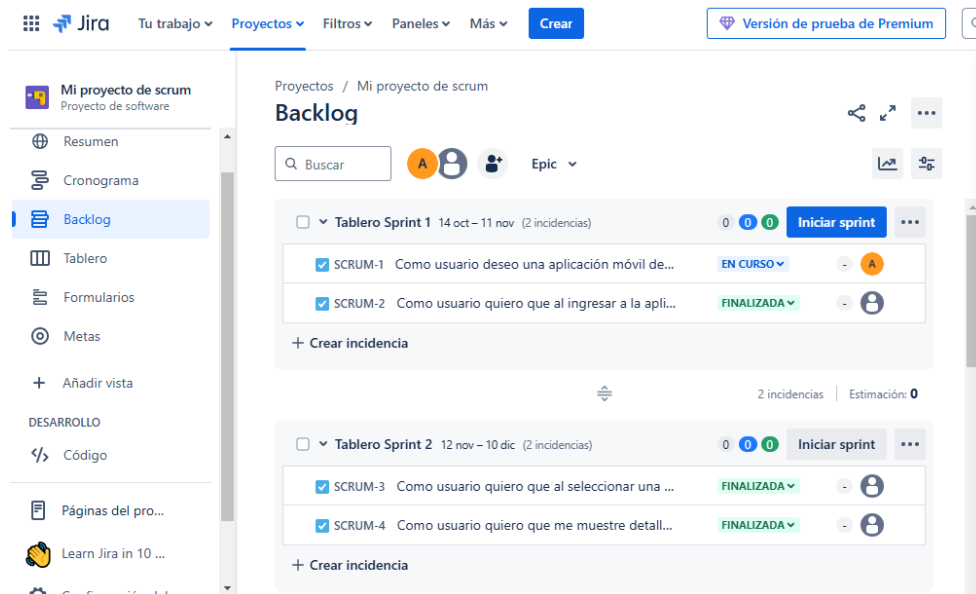 Jira Tu trabajo Proyectos Filtros Paneles Más Crear Versión de prueba de Premium
Mi proyecto de scrum
Proyecto de software
Resumen
Cronograma
Backlog
Tablero
Formularios
Metas
+ Añadir vista
DESARROLLO
Código
Páginas del pro...
Learn Jira in 10 ...
Proyectos / Mi proyecto de scrum
Backlog
Buscar A Epic
Tablero Sprint 1 14 oct – 11 nov (2 incidencias) 0 0 0 Iniciar sprint
SCRUM-1 Como usuario deseo una aplicación móvil de... EN CURSO - A
SCRUM-2 Como usuario quiero que al ingresar a la apli... FINALIZADA -
+ Crear incidencia
2 incidencias Estimación: 0
Tablero Sprint 2 12 nov – 10 dic (2 incidencias) 0 0 0 Iniciar sprint
SCRUM-3 Como usuario quiero que al seleccionar una ... FINALIZADA -
SCRUM-4 Como usuario quiero que me muestre detall... FINALIZADA -
+ Crear incidencia